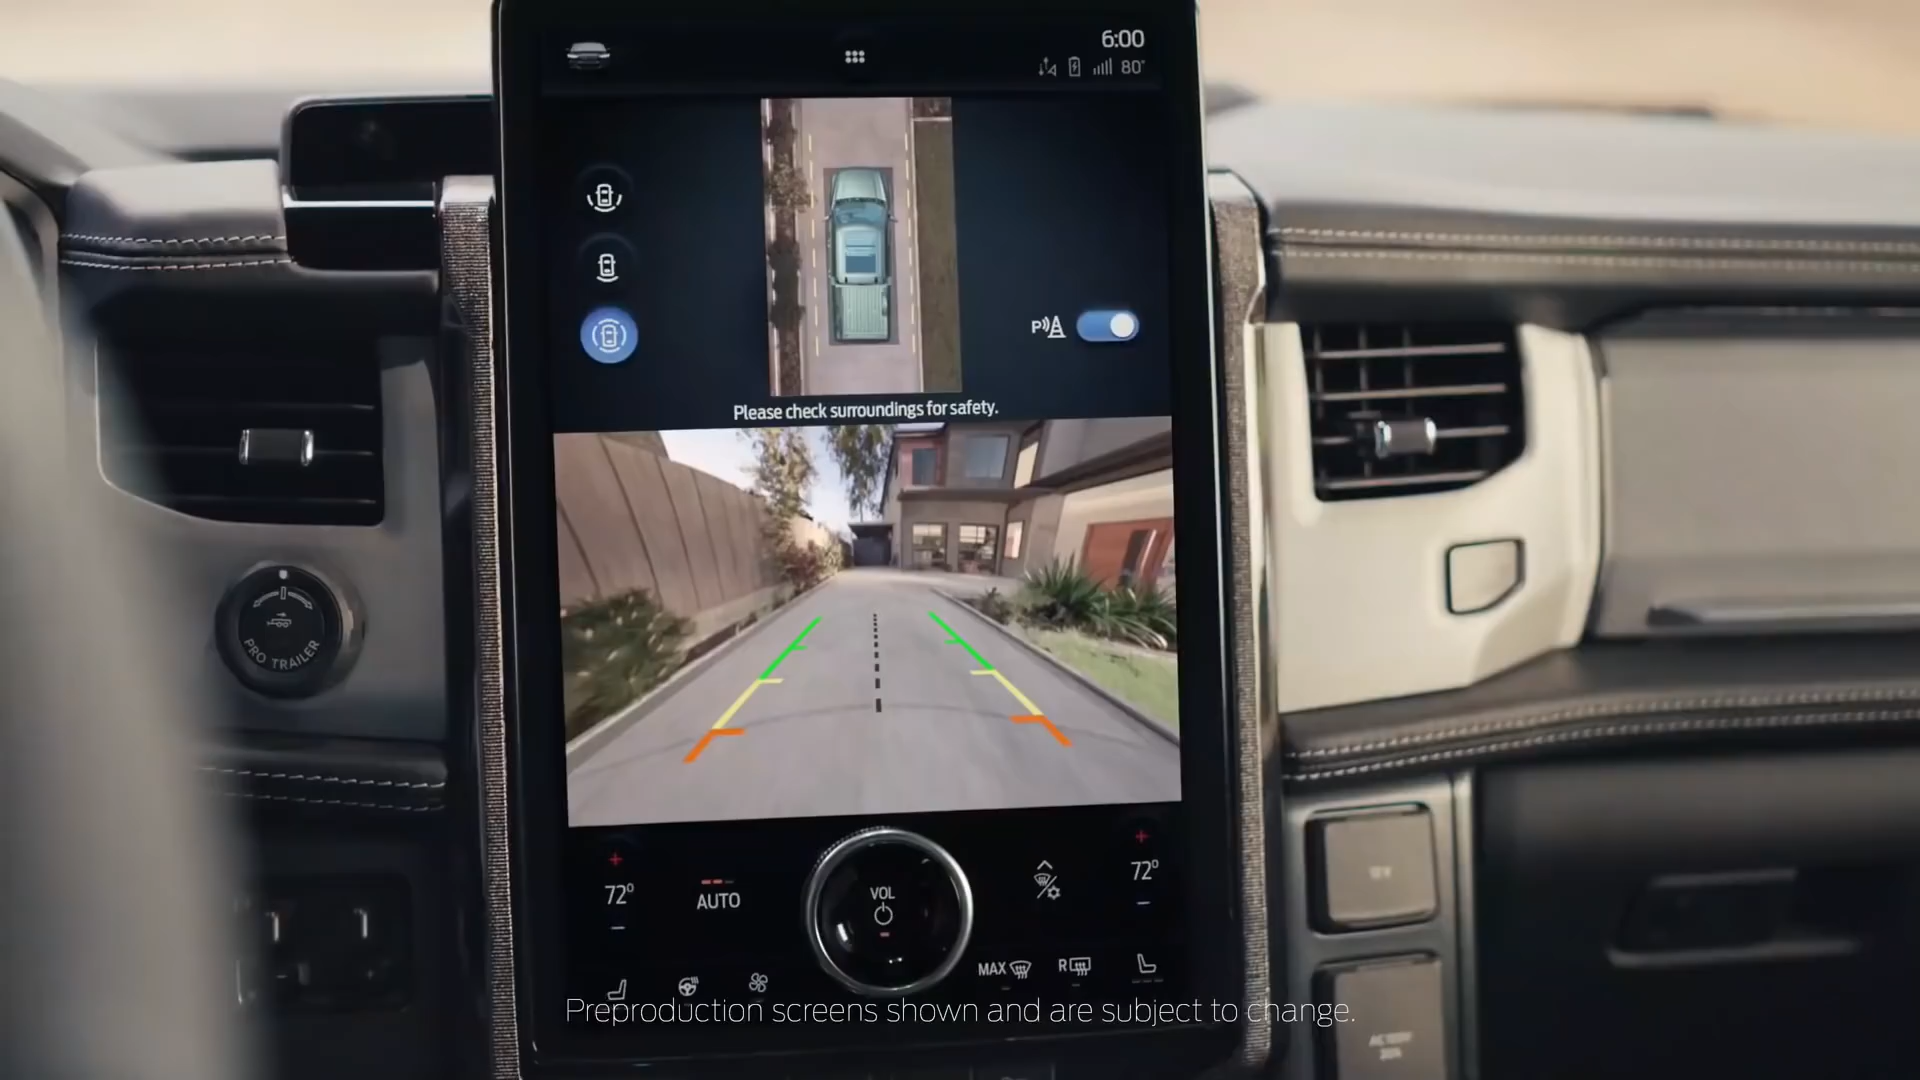 6:00
80°
P
Please check surroundings for safety.
PRO TRAILER
72°
AUTO
VOL
72°
MAX
R
12V
Preproduction screens shown and are subject to change.